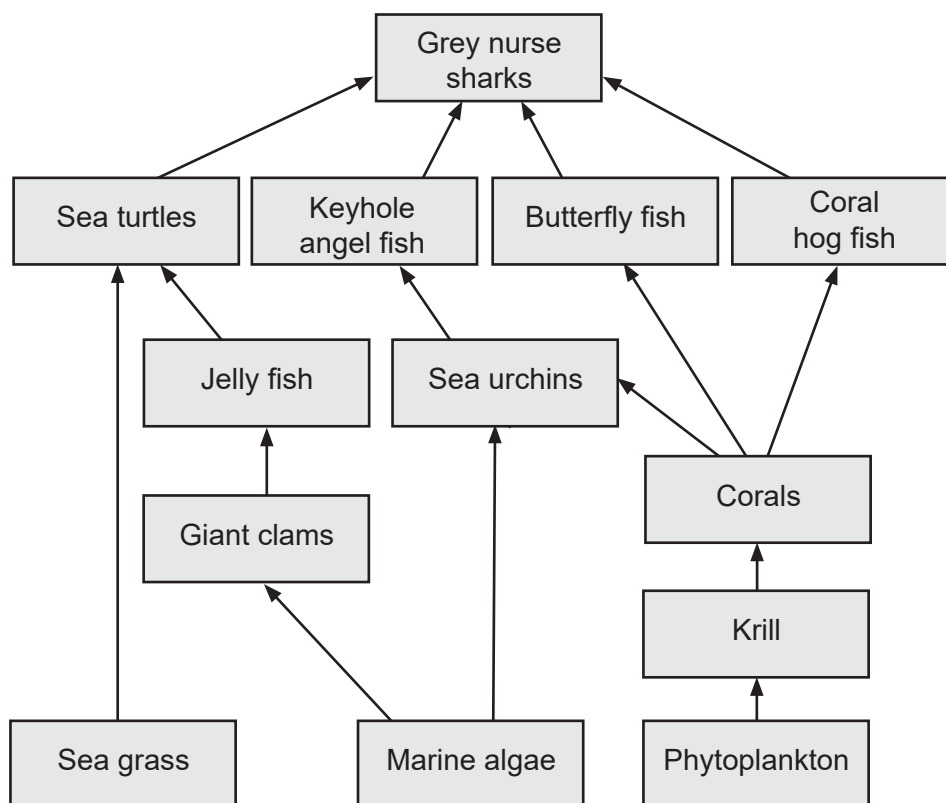 Grey nurse
sharks
Sea turtles
Keyhole
angel fish
Butterfly fish
Coral
hog fish
Jelly fish
Sea urchins
Corals
Giant clams
Krill
Sea grass
Marine algae
Phytoplankton